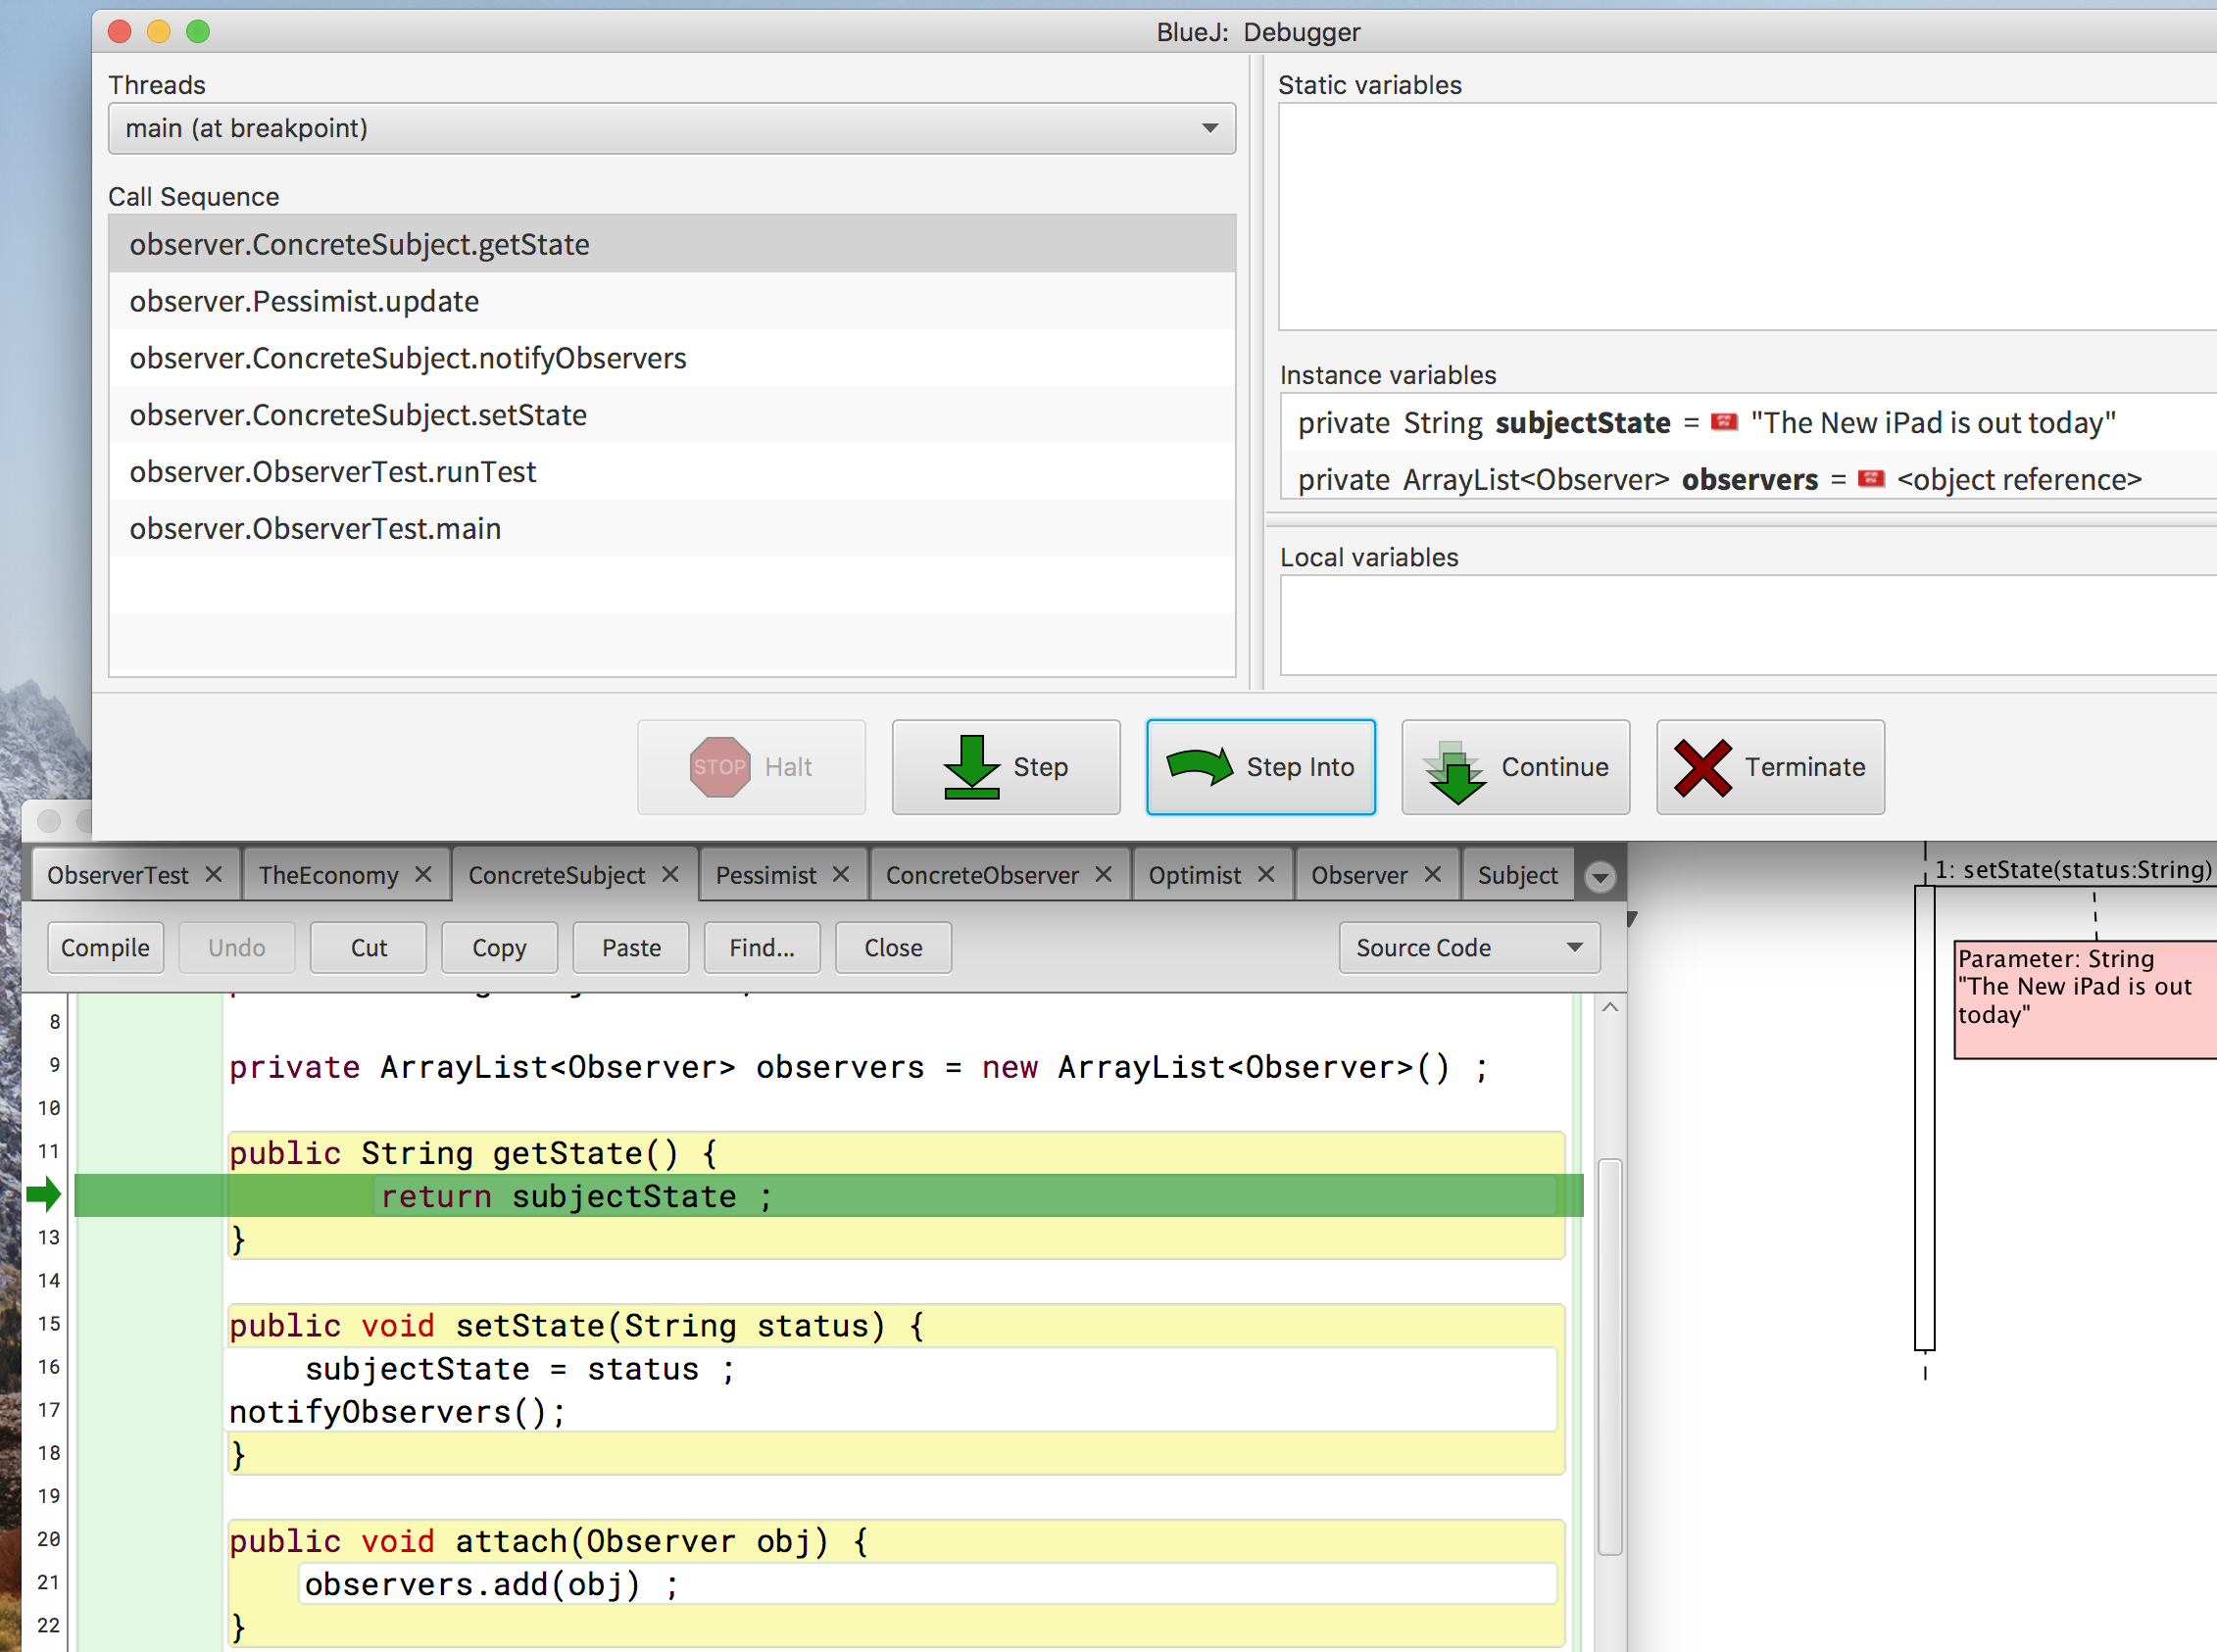 BlueJ: Debugger
Threads
main (at breakpoint)
Call Sequence
observer.ConcreteSubject.getState
observer.Pessimist.update
observer.ConcreteSubject.notifyObservers
observer.ConcreteSubject.setState
observer.ObserverTest.runTest
observer.ObserverTest.main
Static variables
Instance variables
private String subjectState = "The New iPad is out today"
private ArrayList<Observer> observers = <object reference>
Local variables
STOP Halt
Step
Step Into
Continue
Terminate
ObserverTest
TheEconomy
ConcreteSubject
Pessimist
ConcreteObserver
Optimist
Observer
Subject
Compile
Undo
Cut
Copy
Paste
Find...
Close
Source Code
8
9 private ArrayList<Observer> observers = new ArrayList<Observer>() ;
10
11 public String getState() {
return subjectState ;
13 }
14
15 public void setState(String status) {
16 subjectState = status ;
17 notifyObservers();
18 }
19
20 public void attach(Observer obj) {
21 observers.add(obj) ;
22 }
1: setState(status:String)
Parameter: String
"The New iPad is out
today"